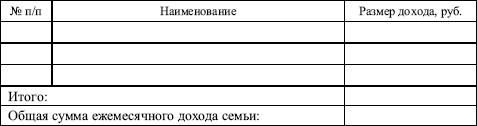 № п/п Наименование Размер дохода, руб.
Итого:
Общая сумма ежемесячного дохода семьи: